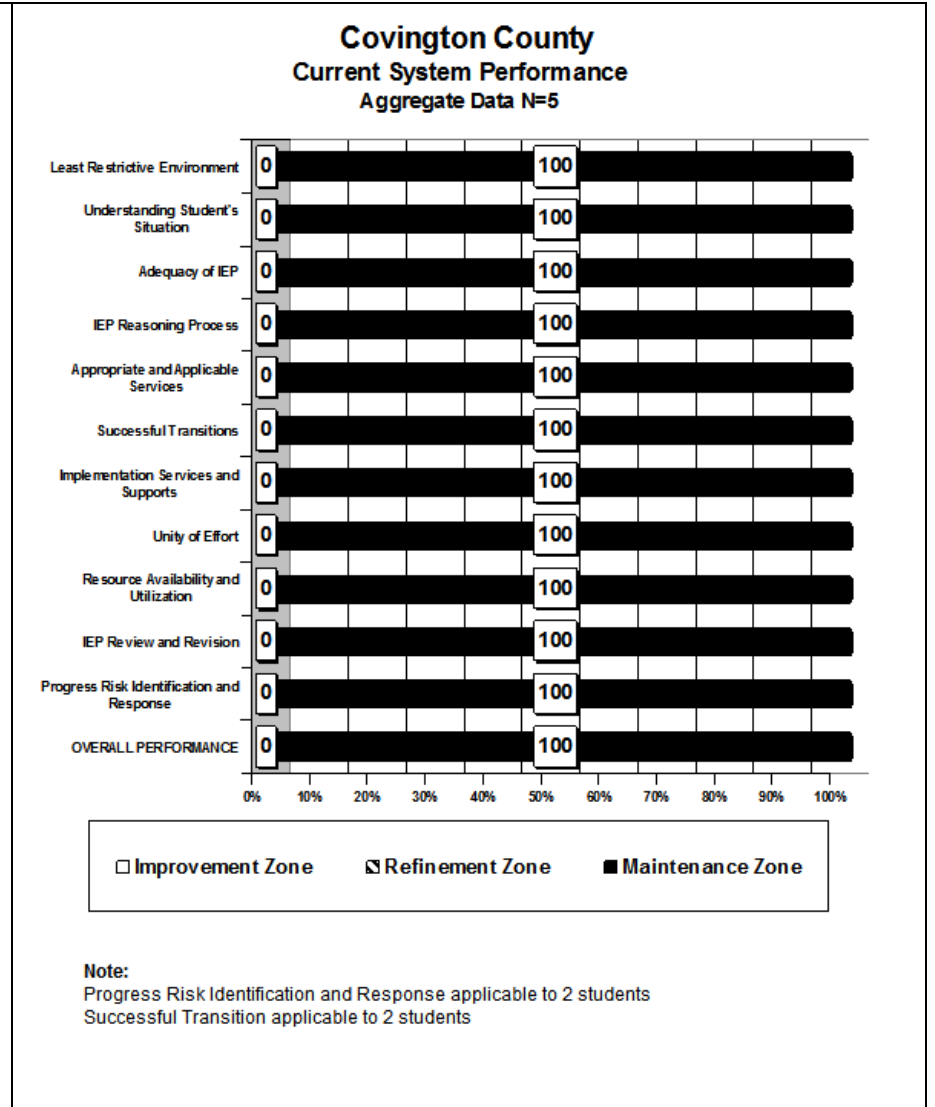 Covington County
Current System Performance
Aggregate Data N=5
Least Restrictive Environment
0
100
Understanding Student's
Situation
0
100
Adequacy of IEP
0
100
IEP Reasoning Process
0
100
Appropriate and Applicable
Services
0
100
Successful Transitions
0
100
Implementation Services and
Supports
0
100
Unity of Effort
0
100
Resource Availability and
Utilization
0
100
IEP Review and Revision
0
100
Progress Risk Identification and
Response
0
100
OVERALL PERFORMANCE
0
100
0% 10% 20% 30% 40% 50% 60% 70% 80% 90% 100%
Improvement Zone Refinement Zone Maintenance Zone
Note:
Progress Risk Identification and Response applicable to 2 students
Successful Transition applicable to 2 students